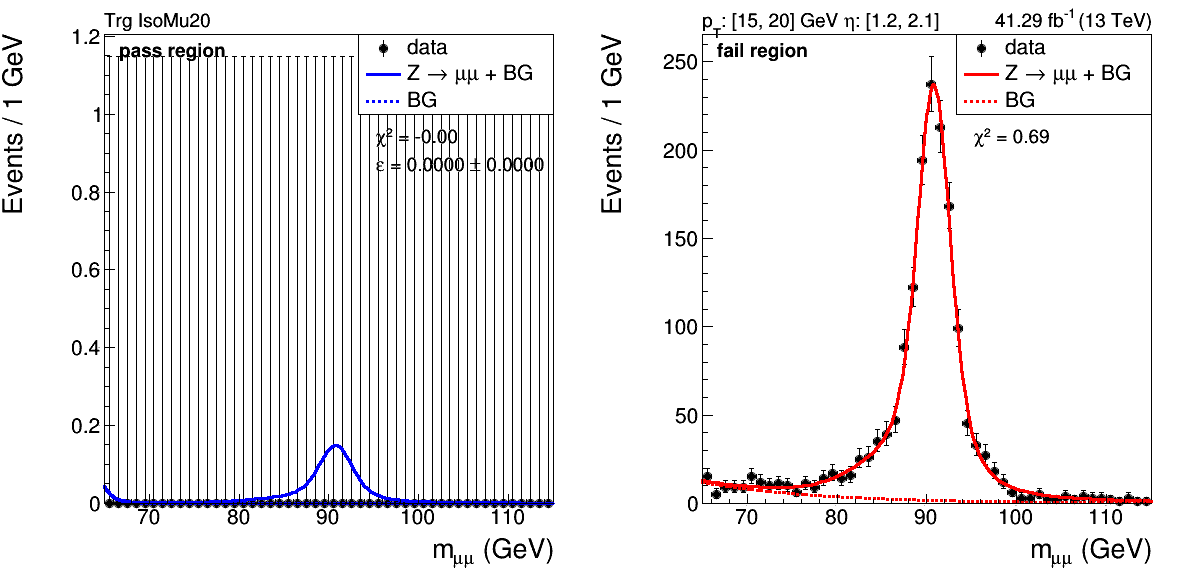 Trg IsoMu20
pass region
data
Z → μμ + BG
BG
χ² = -0.00
ε = 0.0000 ± 0.0000
Events / 1 GeV
1.2
1
0.8
0.6
0.4
0.2
0
70 80 90 100 110
mμμ (GeV)
pT: [15, 20] GeV η: [1.2, 2.1] 41.29 fb⁻¹ (13 TeV)
fail region
data
Z → μμ + BG
BG
χ² = 0.69
Events / 1 GeV
250
200
150
100
50
0
70 80 90 100 110
mμμ (GeV)